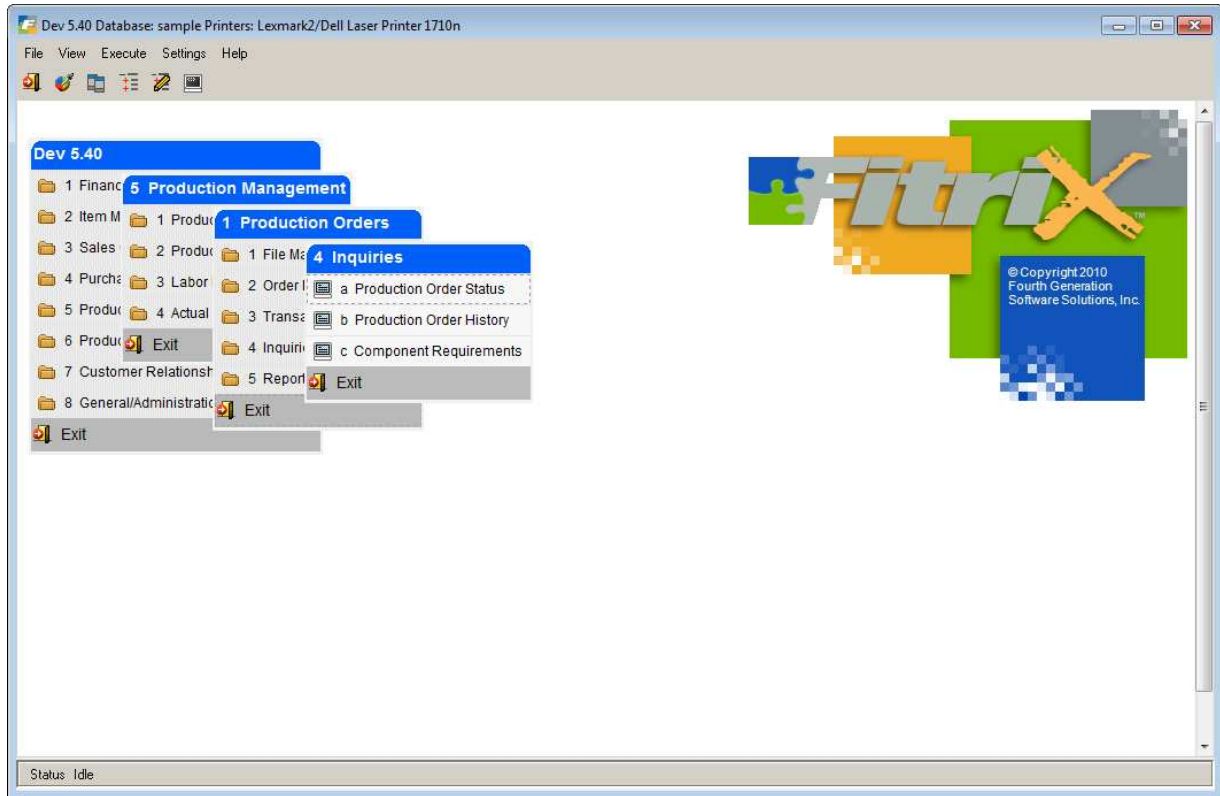 Dev 5.40 Database: sample Printers: Lexmark2/Dell Laser Printer 1710n
File View Execute Settings Help
Dev 5.40
1 Financ
2 Item M
3 Sales
4 Purcha
5 Produc
6 Produc
7 Customer Relationsh
8 General/Administratic
Exit
5 Production Management
1 Produc
2 Produc
3 Labor
4 Actual
Exit
1 Production Orders
1 File Ma
2 Order I
3 Transa
4 Inquiri
5 Report
Exit
4 Inquiries
a Production Order Status
b Production Order History
c Component Requirements
Exit
FitriX
TM
©Copyright 2010
Fourth Generation
Software Solutions, Inc.
Status Idle